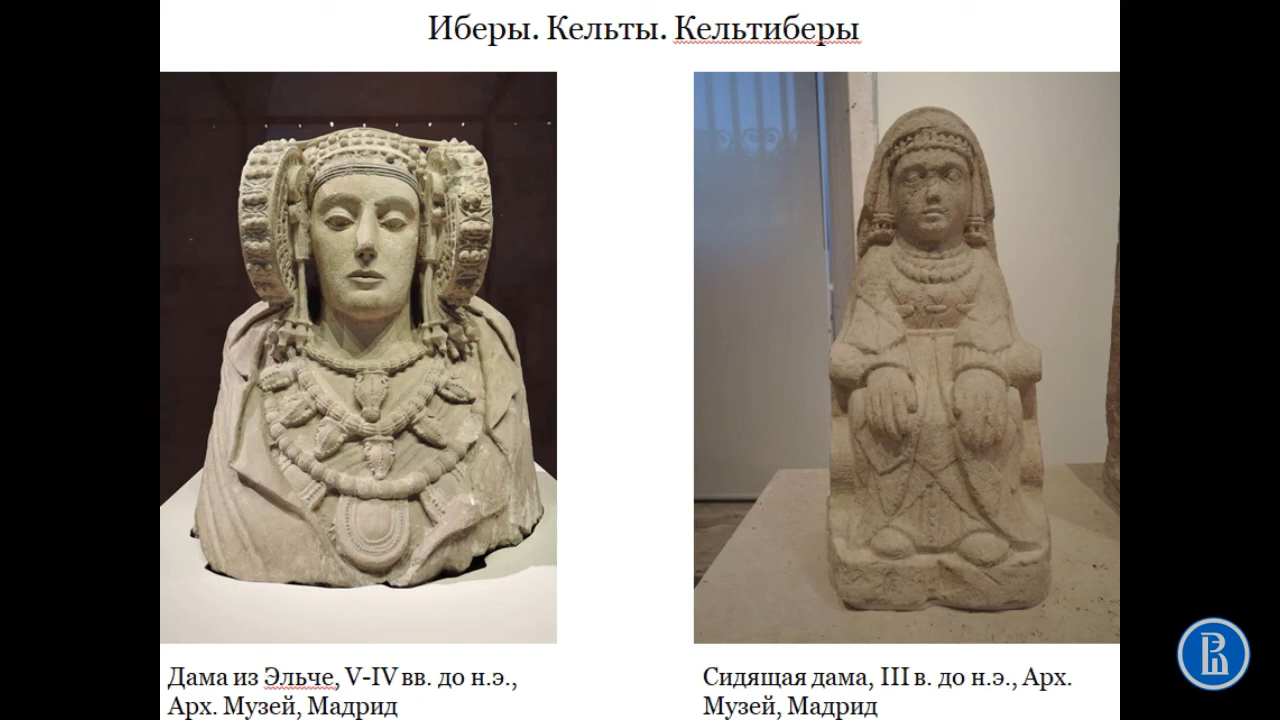 Иберы. Кельты. Кельтиберы
Дама из Эльче, V-IV вв. до н.э.,
Арх. Музей, Мадрид
Сидящая дама, III в. до н.э., Арх.
Музей, Мадрид